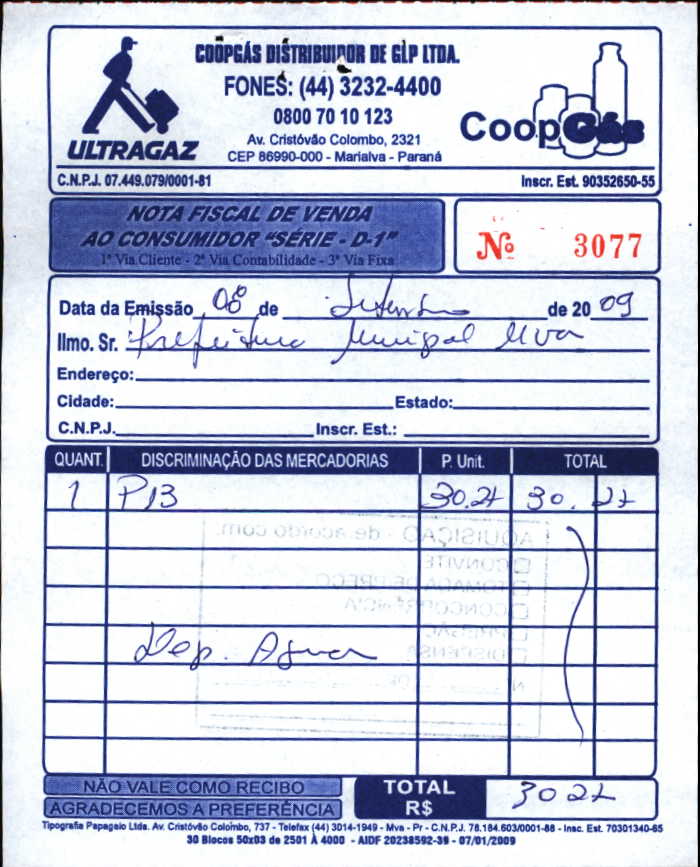 COOPGÁS DISTRIBUIDOR DE GLP LTDA.
FONES: (44) 3232-4400
0800 70 10 123
Av. Cristóvão Colombo, 2321
CEP 86990-000 - Marialva - Paraná
ULTRAGAZ
CoopGás
C.N.P.J. 07.449.079/0001-81 Inscr. Est. 90352650-55
NOTA FISCAL DE VENDA
AO CONSUMIDOR "SÉRIE - D-1"
1ª Via Cliente - 2ª Via Contabilidade - 3ª Via Fixa
Nº 3077
Data da Emissão 08 de Setembro de 2009
Ilmo. Sr. Prefeitura Municipal Mva
Endereço:
Cidade: Estado:
C.N.P.J. Inscr. Est.:
QUANT. DISCRIMINAÇÃO DAS MERCADORIAS P. Unit. TOTAL
1 P13 30.27 30.27
AQUISIÇÃO - de acordo com:
CONVITE
TOMADA DE PREÇO
CONCORRÊNCIA
PREGÃO
DISPENSA
Nº DE
Dep.
NÃO VALE COMO RECIBO
AGRADECEMOS A PREFERÊNCIA
TOTAL
R$ 30 27
Tipografia Papagaio Ltda. Av. Cristóvão Colombo, 737 - Telefax (44) 3014-1949 - Mva - Pr - C.N.P.J. 78.184.603/0001-88 - Insc. Est. 70301340-65
30 Blocos 50x03 de 2501 À 4000 - AIDF 20238592-39 - 07/01/2009